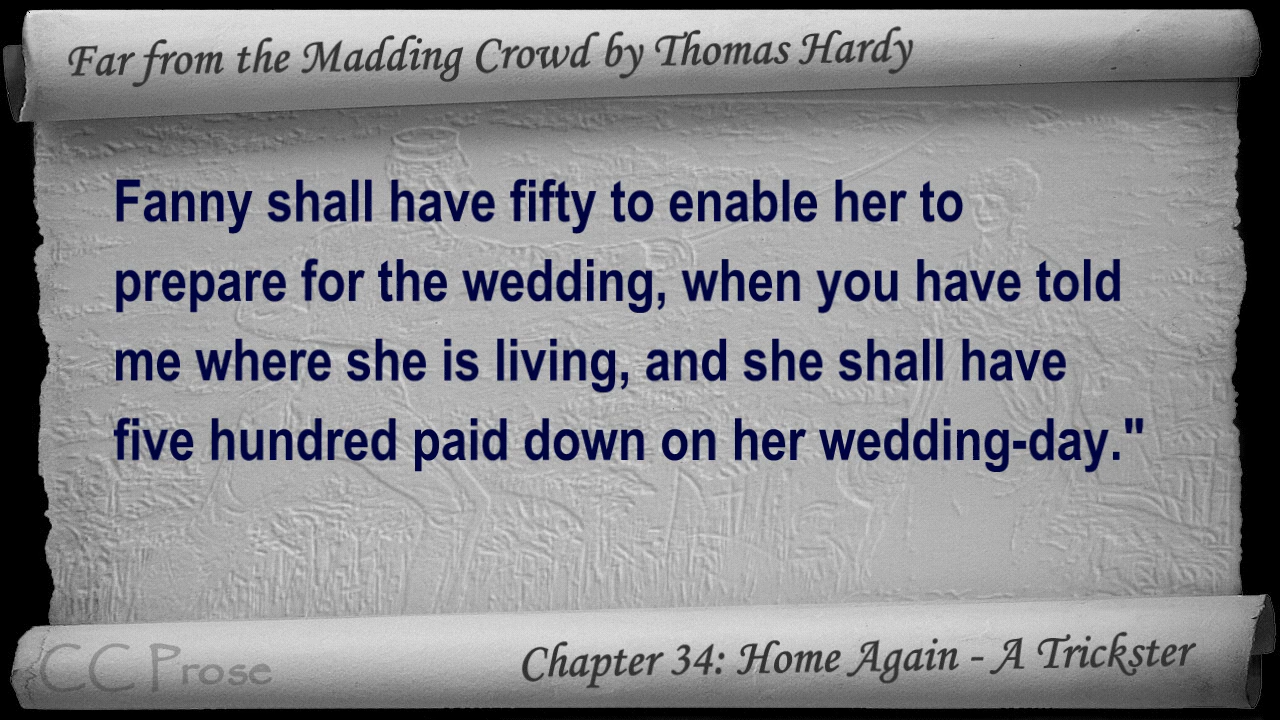 Far from the Madding Crowd by Thomas Hardy
Fanny shall have fifty to enable her to
prepare for the wedding, when you have told
me where she is living, and she shall have
five hundred paid down on her wedding-day."
CC Prose
Chapter 34: Home Again - A Trickster